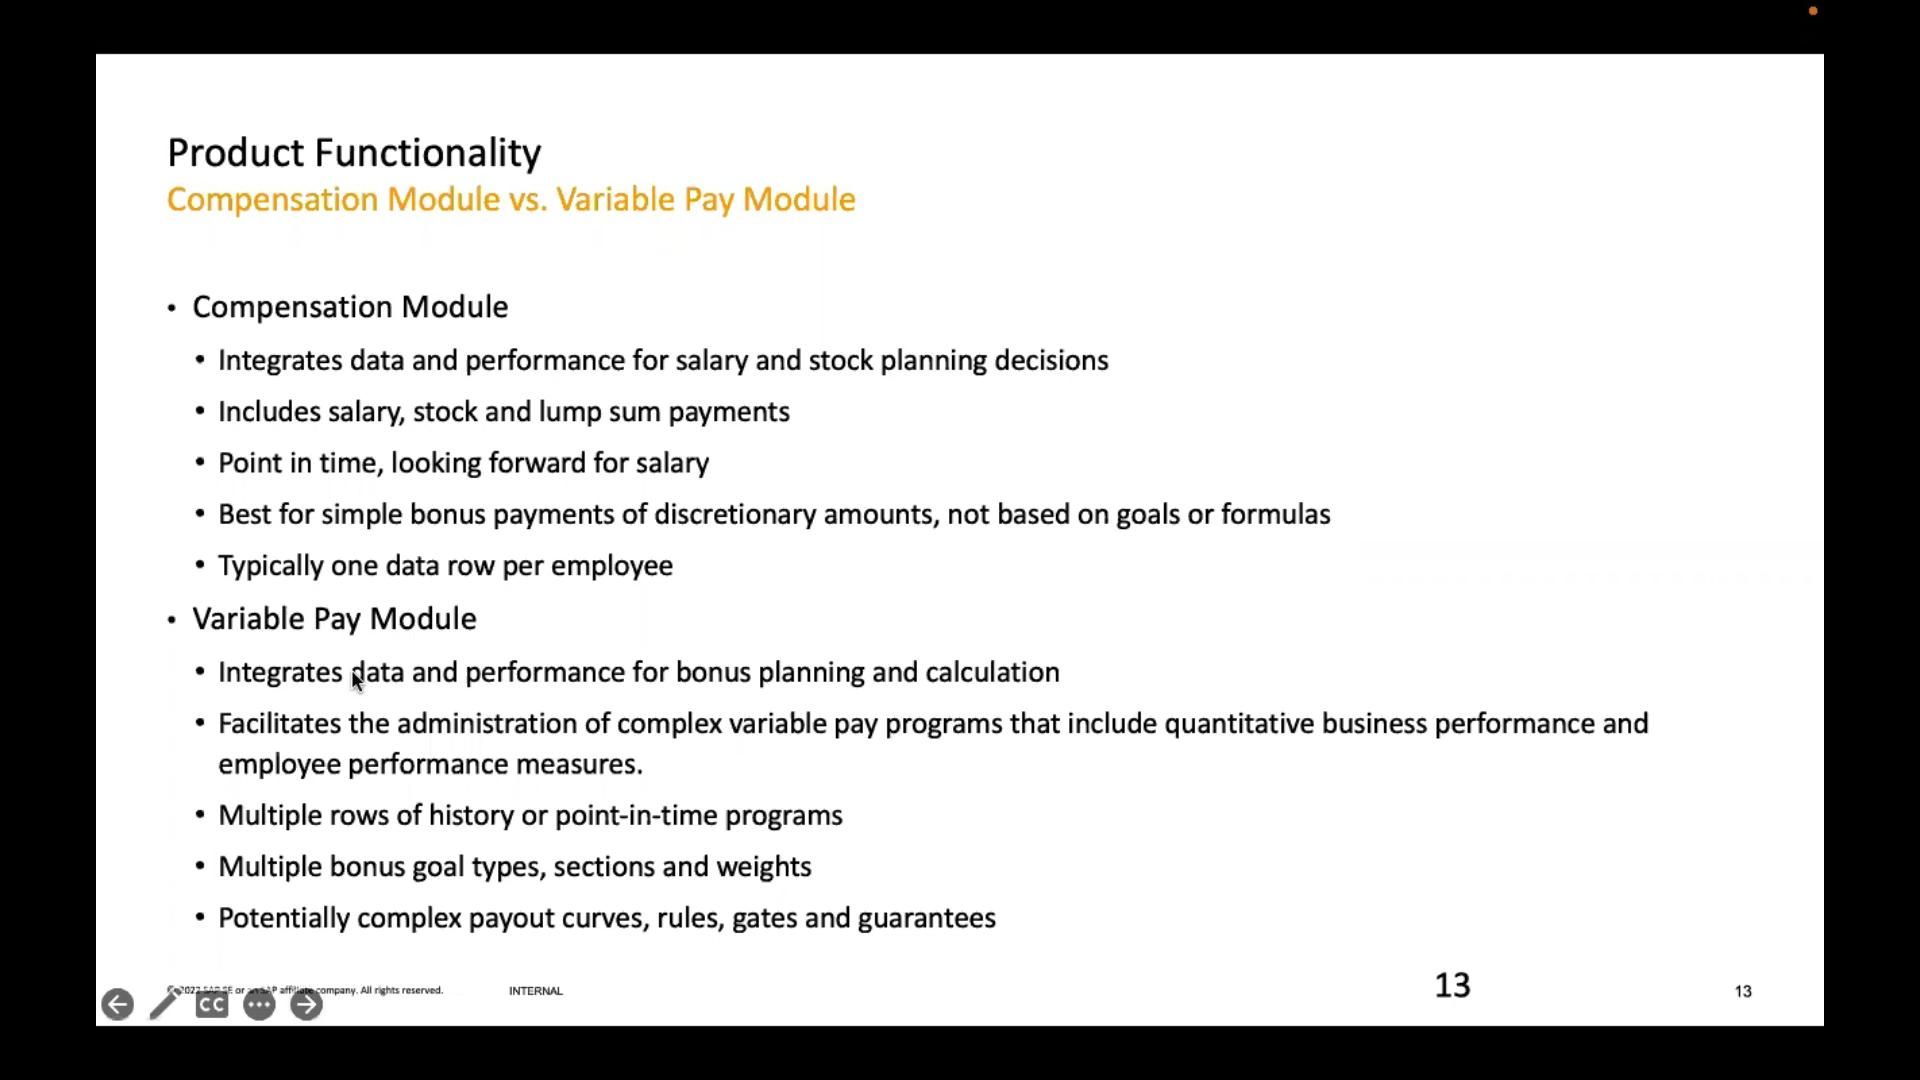 Product Functionality
Compensation Module vs. Variable Pay Module
• Compensation Module
• Integrates data and performance for salary and stock planning decisions
• Includes salary, stock and lump sum payments
• Point in time, looking forward for salary
• Best for simple bonus payments of discretionary amounts, not based on goals or formulas
• Typically one data row per employee
• Variable Pay Module
• Integrates data and performance for bonus planning and calculation
• Facilitates the administration of complex variable pay programs that include quantitative business performance and
employee performance measures.
• Multiple rows of history or point-in-time programs
• Multiple bonus goal types, sections and weights
• Potentially complex payout curves, rules, gates and guarantees
SE or an SAP affiliate company. All rights reserved.
INTERNAL
13
13
CC